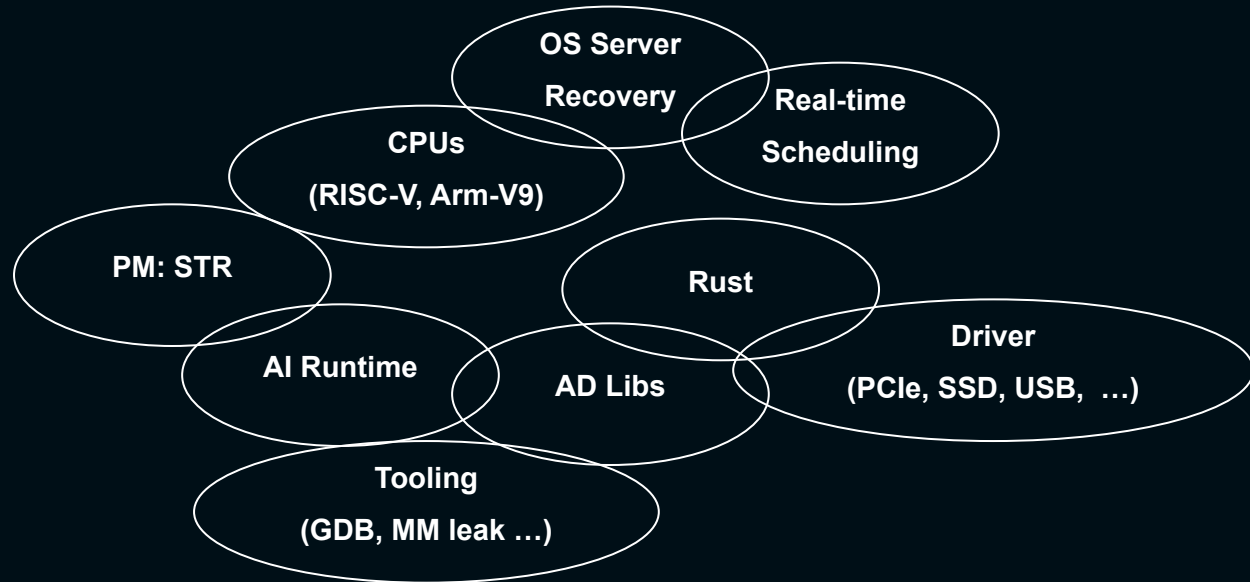 OS Server
Recovery
Real-time
Scheduling
CPUs
(RISC-V, Arm-V9)
PM: STR
Rust
Driver
(PCIe, SSD, USB, …)
AI Runtime
AD Libs
Tooling
(GDB, MM leak …)